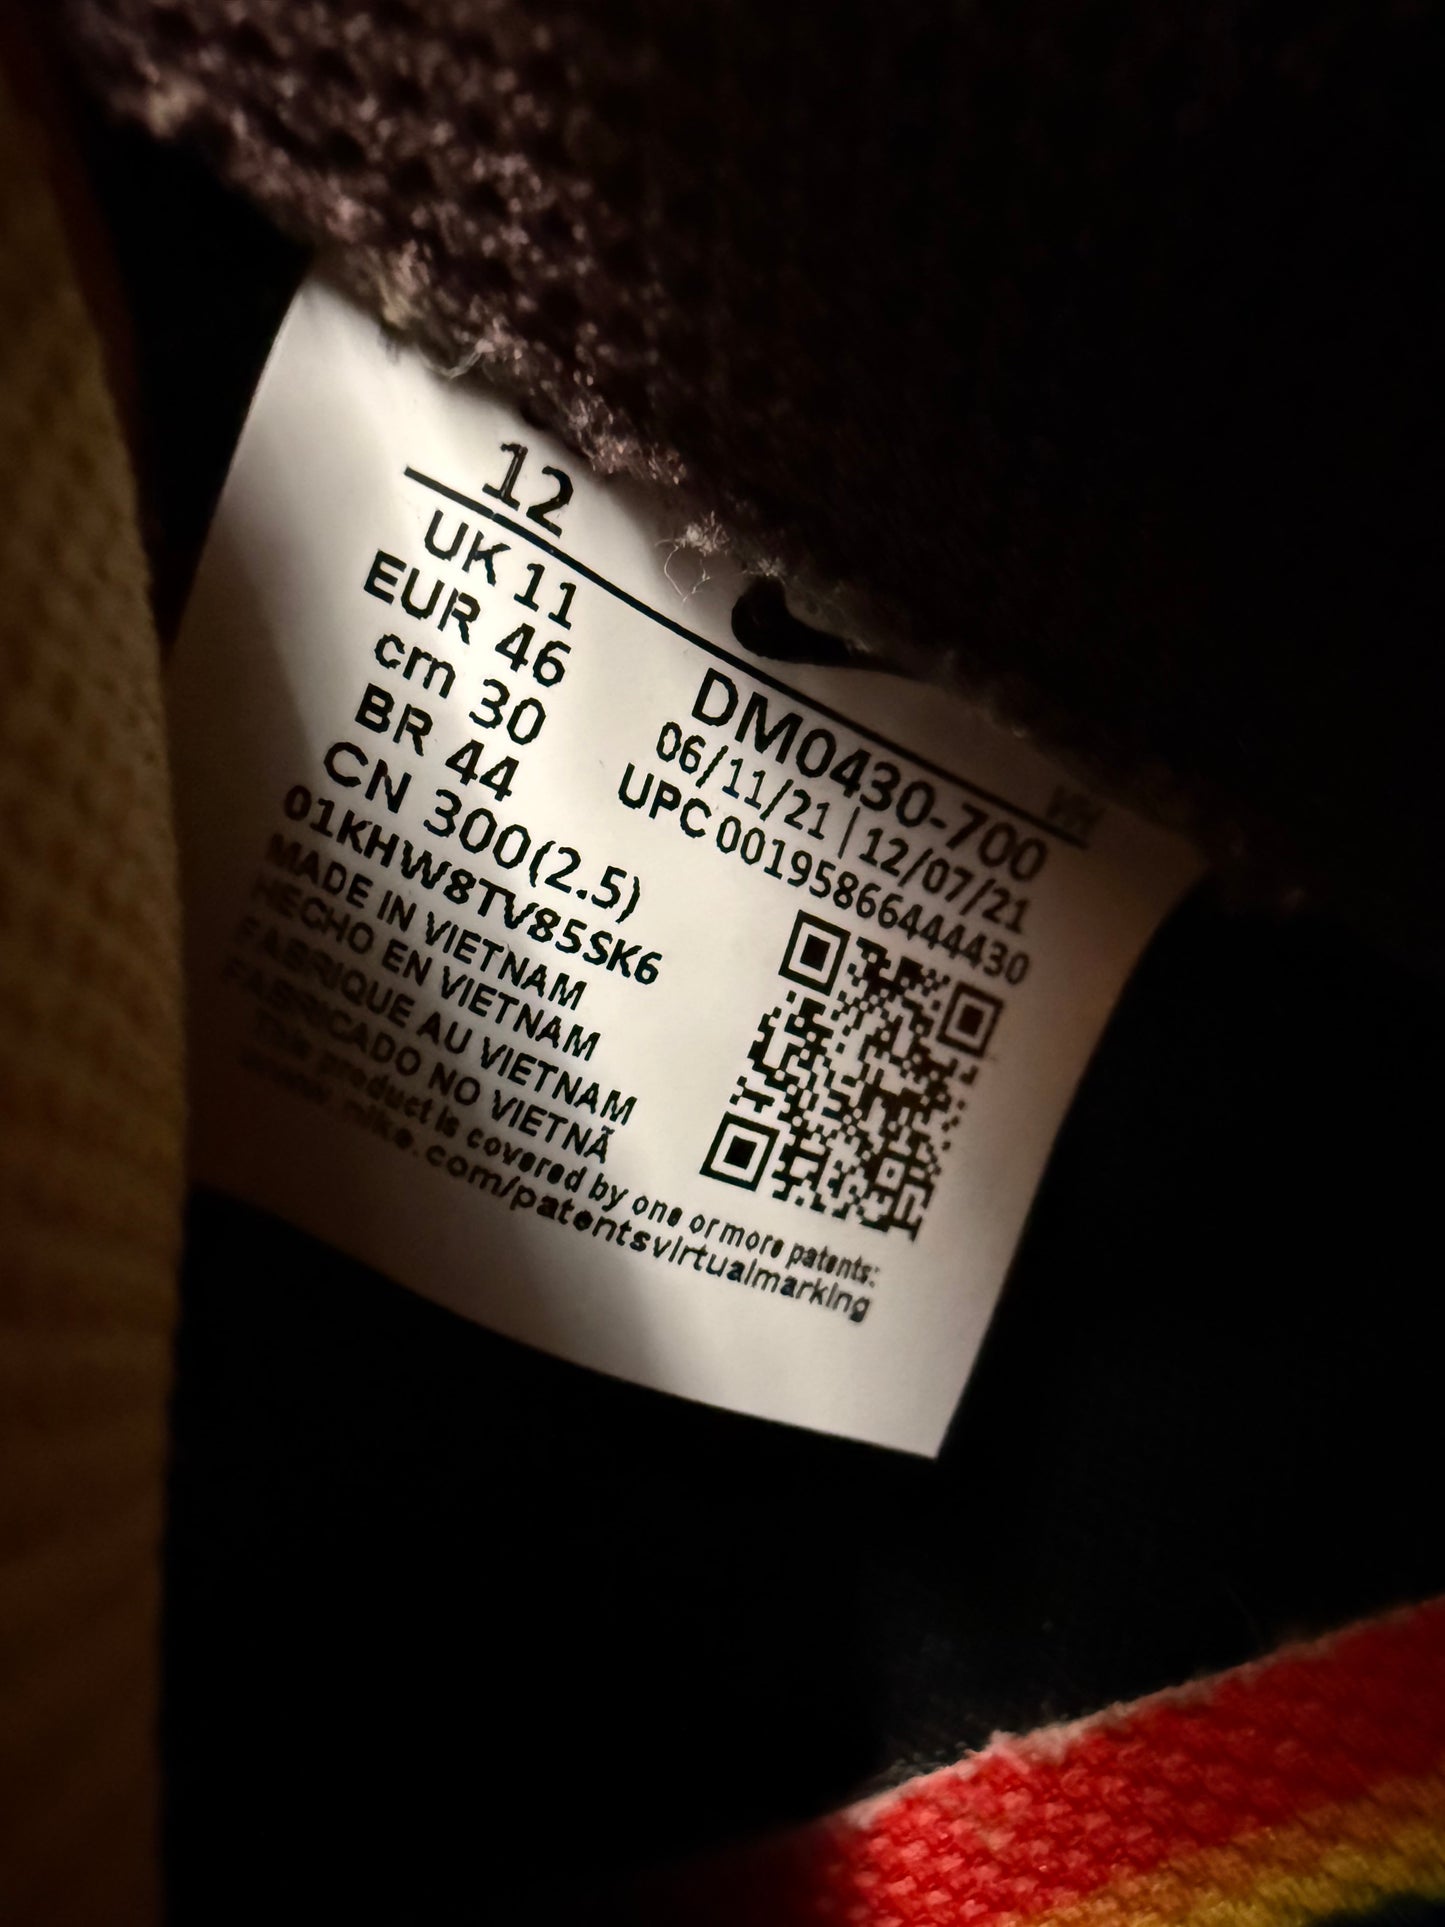 12
UK 11
EUR 46
cm 30
BR 44
CN 300(2.5)
01KHW8TV85SK6
MADE IN VIETNAM
HECHO EN VIETNAM
FABRIQUE AU VIETNAM
FABRICADO NO VIETNÃ
This product is covered by one or more patents:
www.nike.com/patentsvirtualmarking
DM0430-700
06/11/21 | 12/07/21
UPC 00195866444430